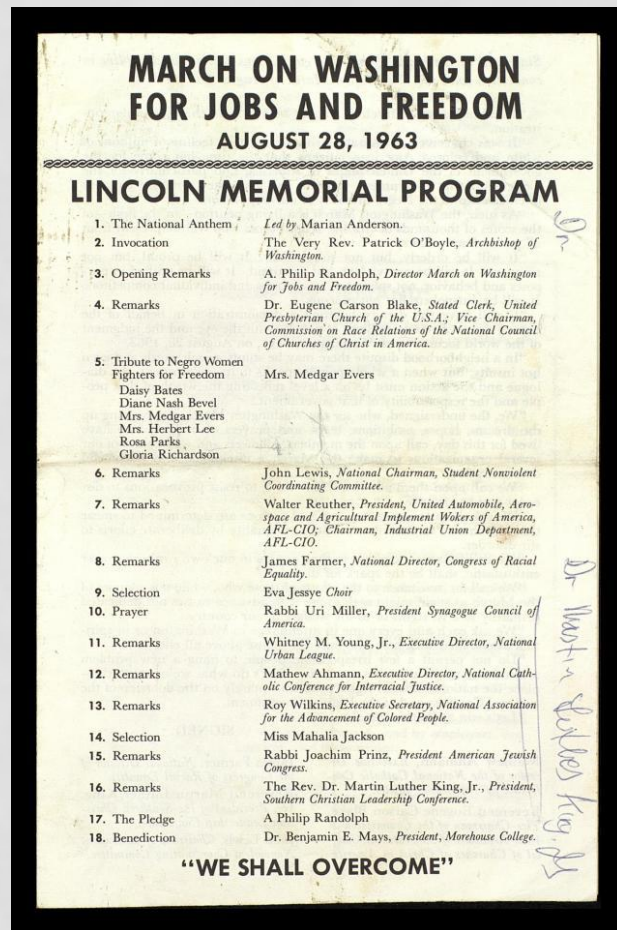 MARCH ON WASHINGTON
FOR JOBS AND FREEDOM
AUGUST 28, 1963
LINCOLN MEMORIAL PROGRAM
1. The National Anthem Led by Marian Anderson.
2. Invocation The Very Rev. Patrick O'Boyle, Archbishop of
Washington.
3. Opening Remarks A. Philip Randolph, Director March on Washington
for Jobs and Freedom.
4. Remarks Dr. Eugene Carson Blake, Stated Clerk, United
Presbyterian Church of the U.S.A.; Vice Chairman,
Commission on Race Relations of the National Council
of Churches of Christ in America.
5. Tribute to Negro Women
Fighters for Freedom Mrs. Medgar Evers
Daisy Bates
Diane Nash Bevel
Mrs. Medgar Evers
Mrs. Herbert Lee
Rosa Parks
Gloria Richardson
6. Remarks John Lewis, National Chairman, Student Nonviolent
Coordinating Committee.
7. Remarks Walter Reuther, President, United Automobile, Aero-
space and Agricultural Implement Wokers of America,
AFL-CIO; Chairman, Industrial Union Department,
AFL-CIO.
8. Remarks James Farmer, National Director, Congress of Racial
Equality.
9. Selection Eva Jessye Choir
10. Prayer Rabbi Uri Miller, President Synagogue Council of
America.
11. Remarks Whitney M. Young, Jr., Executive Director, National
Urban League.
12. Remarks Mathew Ahmann, Executive Director, National Cath-
olic Conference for Interracial Justice.
13. Remarks Roy Wilkins, Executive Secretary, National Association
for the Advancement of Colored People.
14. Selection Miss Mahalia Jackson
15. Remarks Rabbi Joachim Prinz, President American Jewish
Congress.
16. Remarks The Rev. Dr. Martin Luther King, Jr., President,
Southern Christian Leadership Conference.
17. The Pledge A Philip Randolph
18. Benediction Dr. Benjamin E. Mays, President, Morehouse College.
"WE SHALL OVERCOME"
Dr
Dr Martin Luther King, Jr